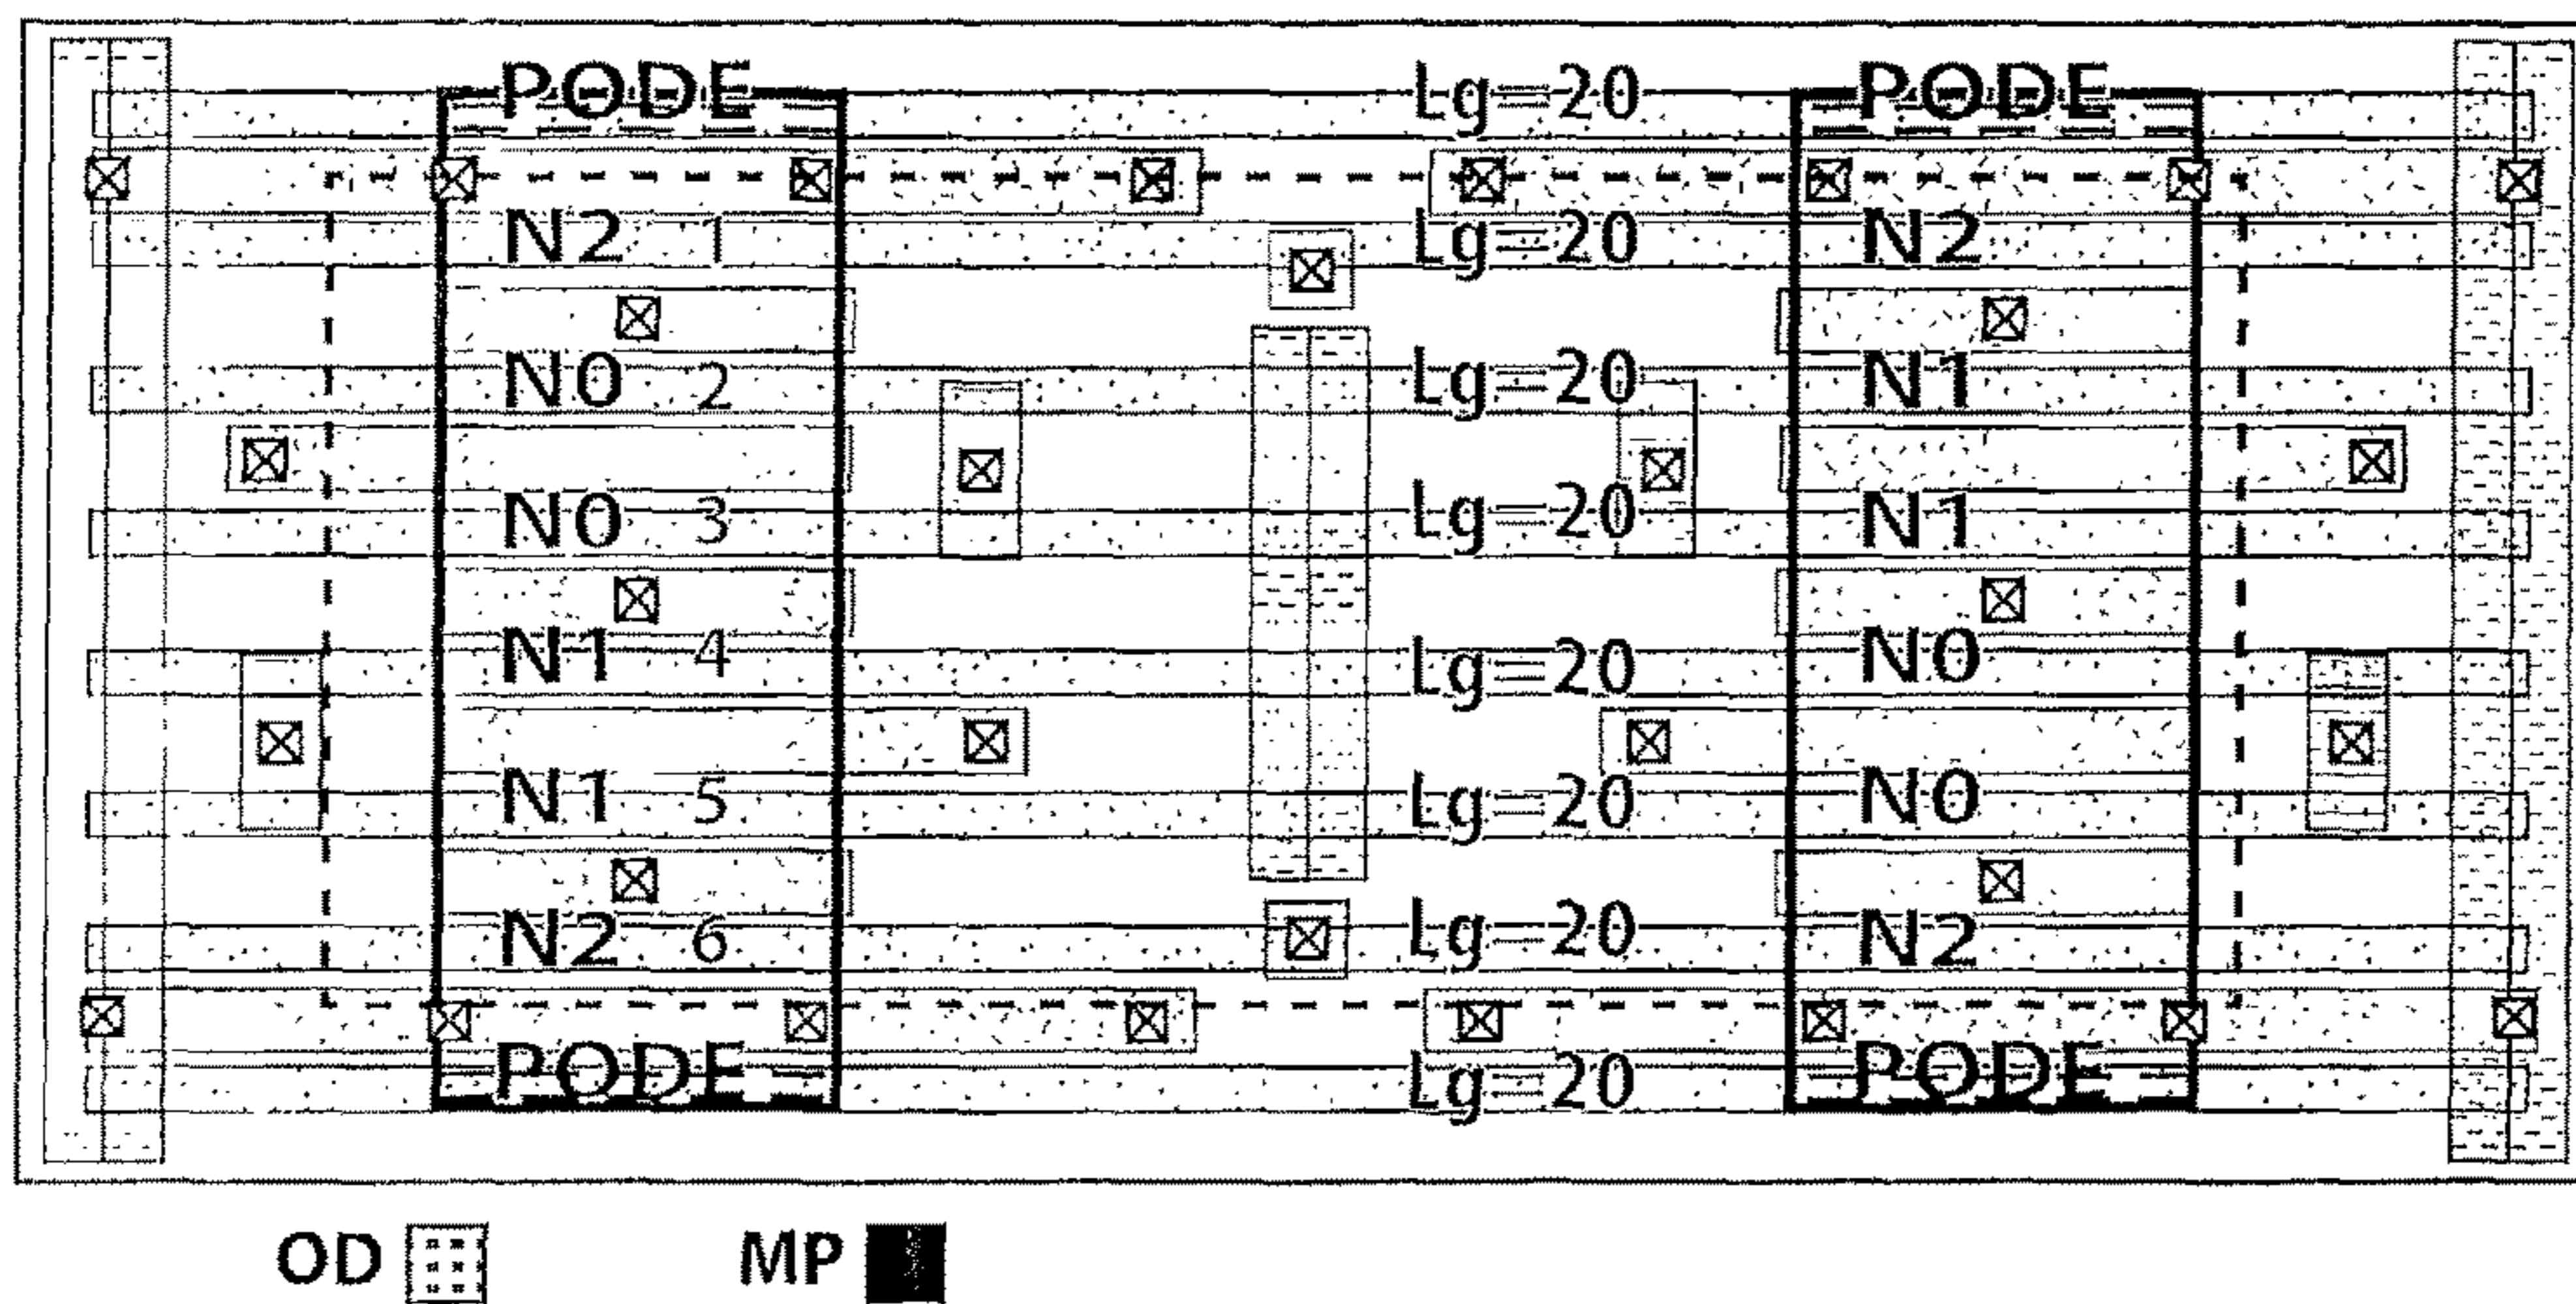 PODE Lg=20 PODE
N2 1 Lg=20 N2
N0 2 Lg=20 N1
N0 3 Lg=20 N1
N1 4 Lg=20 N0
N1 5 Lg=20 N0
N2 6 Lg=20 N2
PODE Lg=20 PODE
OD MP